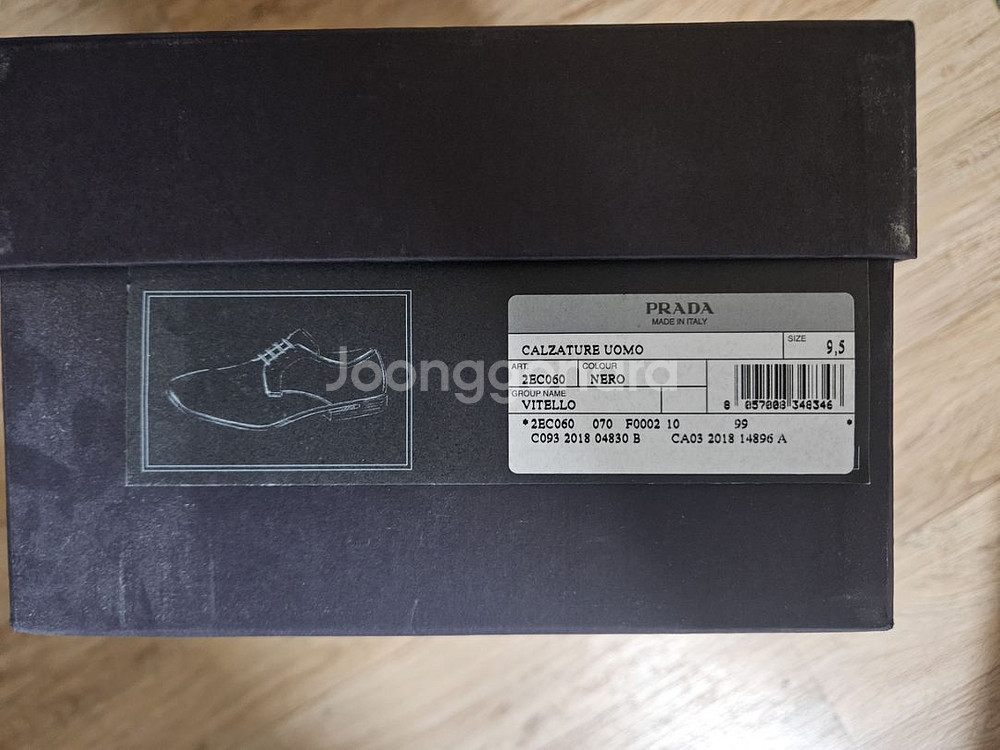 PRADA
MADE IN ITALY
CALZATURE UOMO
SIZE
9,5
ART.
2EC060
COLOUR
NERO
GROUP NAME
VITELLO
8 057008 348346
*2EC060 070 F0002 10 99 *
C093 2018 04830 B CA03 2018 14896 A
Joonggonara